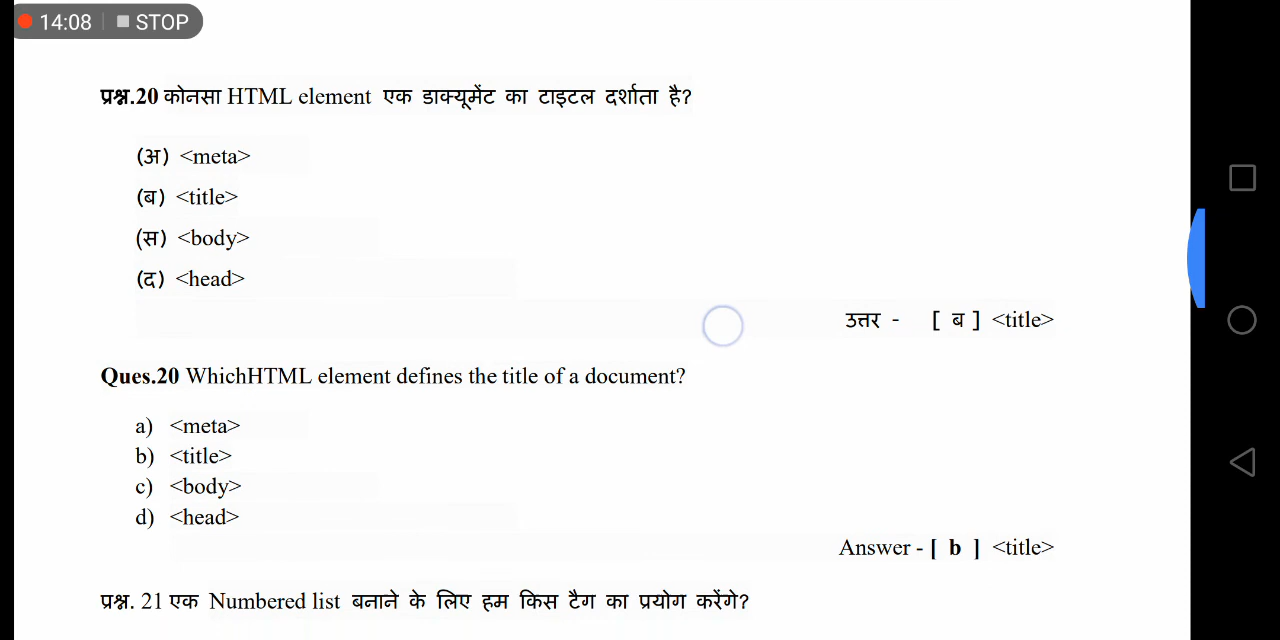 14:08 STOP
प्रश्न.20 कोनसा HTML element एक डाक्यूमेंट का टाइटल दर्शाता है?
(अ) <meta>
(ब) <title>
(स) <body>
(द) <head>
उत्तर - [ ब ] <title>
Ques.20 WhichHTML element defines the title of a document?
a) <meta>
b) <title>
c) <body>
d) <head>
Answer - [ b ] <title>
प्रश्न. 21 एक Numbered list बनाने के लिए हम किस टैग का प्रयोग करेंगे?